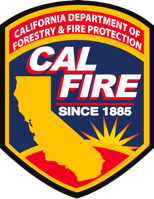 CALIFORNIA DEPARTMENT OF
FORESTRY & FIRE PROTECTION
CAL
FIRE
SINCE 1885